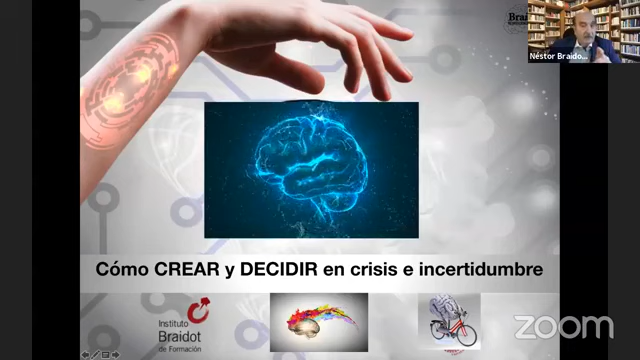 Néstor Braido...
Cómo CREAR y DECIDIR en crisis e incertidumbre
Instituto
Braidot
de Formación
zoom